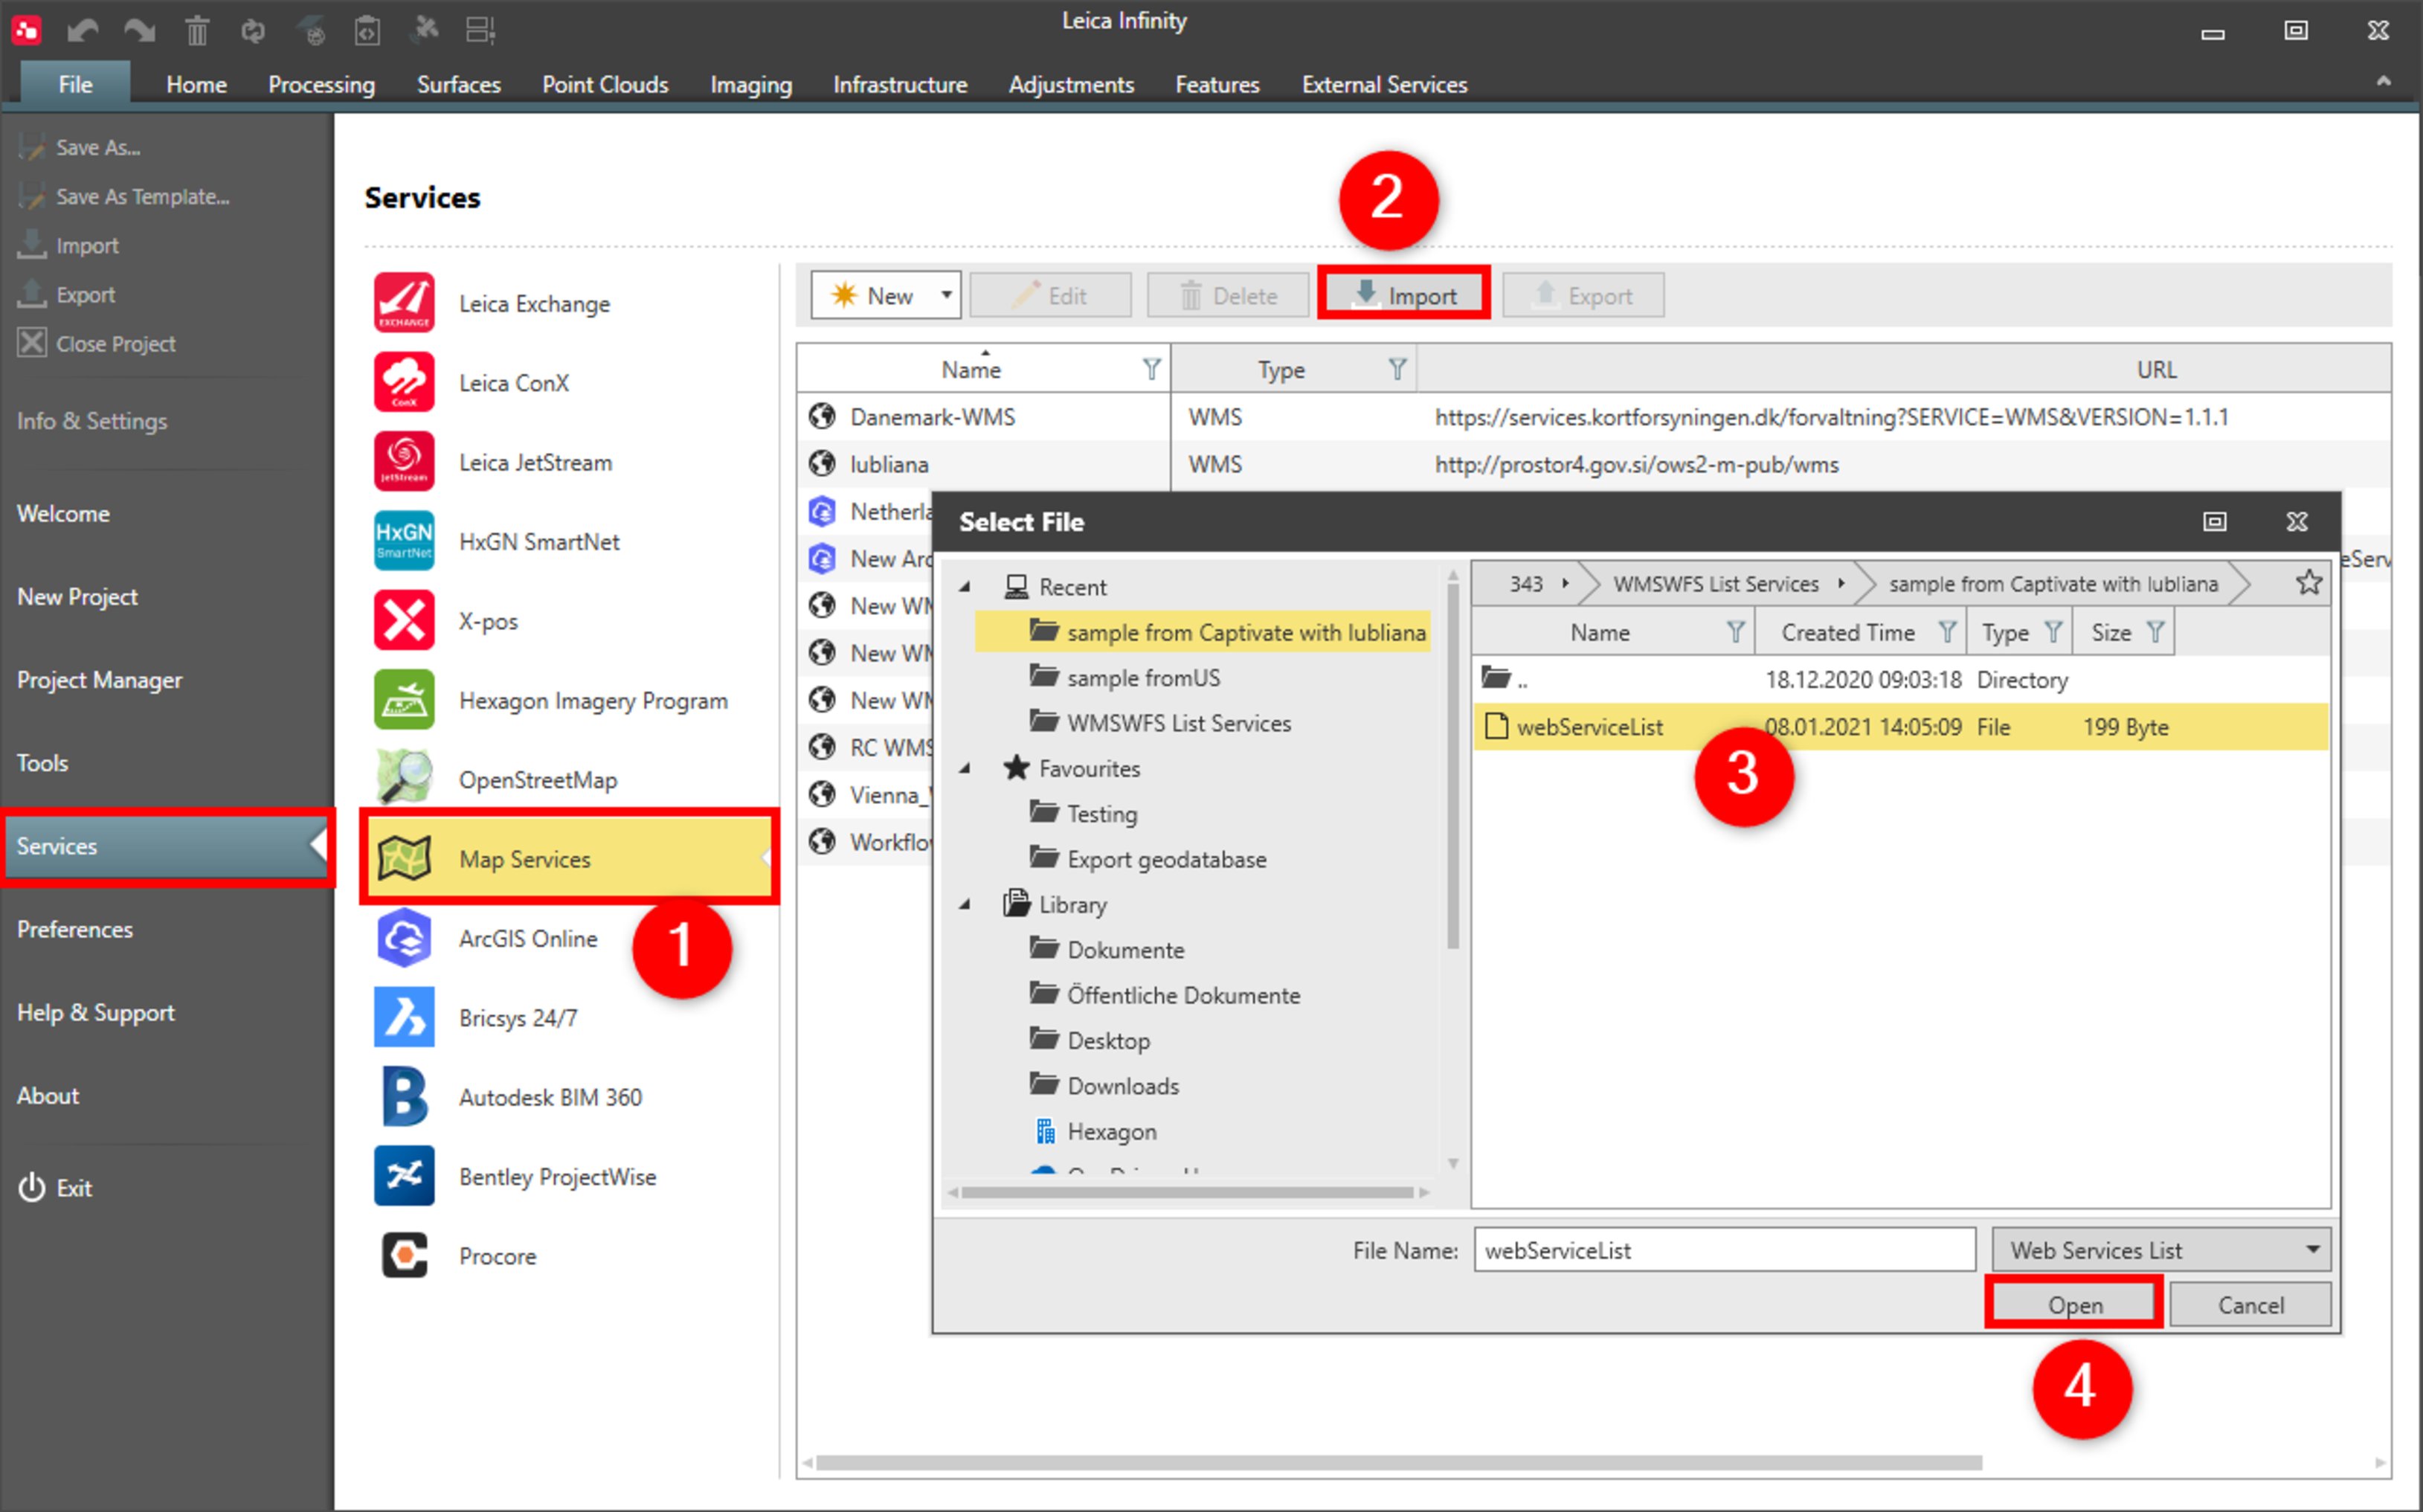 Leica Infinity
File Home Processing Surfaces Point Clouds Imaging Infrastructure Adjustments Features External Services
Save As...
Save As Template...
Import
Export
Close Project
Info & Settings
Welcome
New Project
Project Manager
Tools
Services
Preferences
Help & Support
About
Exit
Services
EXCHANGE
Leica Exchange
ConX
Leica ConX
JetStream
Leica JetStream
HxGN
SmartNet
HxGN SmartNet
X-pos
Hexagon Imagery Program
OpenStreetMap
Map Services
1
ArcGIS Online
Bricsys 24/7
Autodesk BIM 360
Bentley ProjectWise
Procore
2
New Edit Delete Import Export
Name Type URL
Danemark-WMS WMS https://services.kortforsyningen.dk/forvaltning?SERVICE=WMS&VERSION=1.1.1
lubliana WMS http://prostor4.gov.si/ows2-m-pub/wms
Netherla
New Arc eServ
New WM
New WM
New WM
RC WMS
Vienna_
Workflo
Select File
Recent
sample from Captivate with lubliana
sample fromUS
WMSWFS List Services
Favourites
Testing
Export geodatabase
Library
Dokumente
Öffentliche Dokumente
Desktop
Downloads
Hexagon
343 WMSWFS List Services sample from Captivate with lubliana
Name Created Time Type Size
.. 18.12.2020 09:03:18 Directory
webServiceList 08.01.2021 14:05:09 File 199 Byte
3
File Name: webServiceList Web Services List
Open Cancel
4